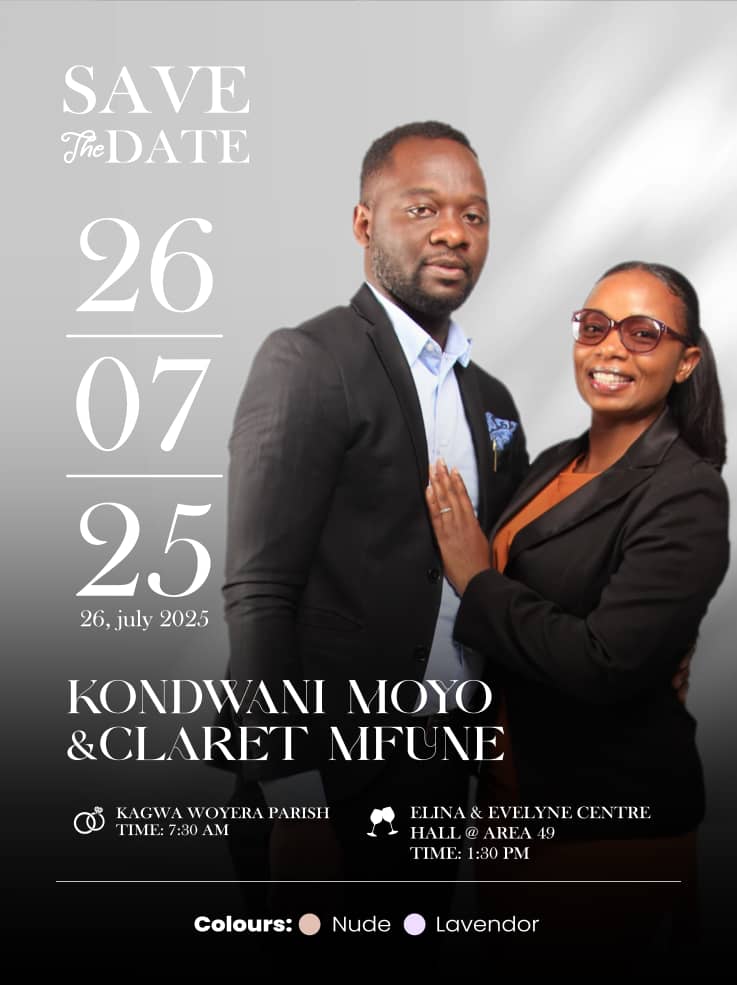 SAVE
The DATE
26
07
25
26, july 2025
KONDWANI MOYO
&CLARET MFUNE
KAGWA WOYERA PARISH
TIME: 7:30 AM
ELINA & EVELYNE CENTRE
HALL @ AREA 49
TIME: 1:30 PM
Colours: Nude Lavendor